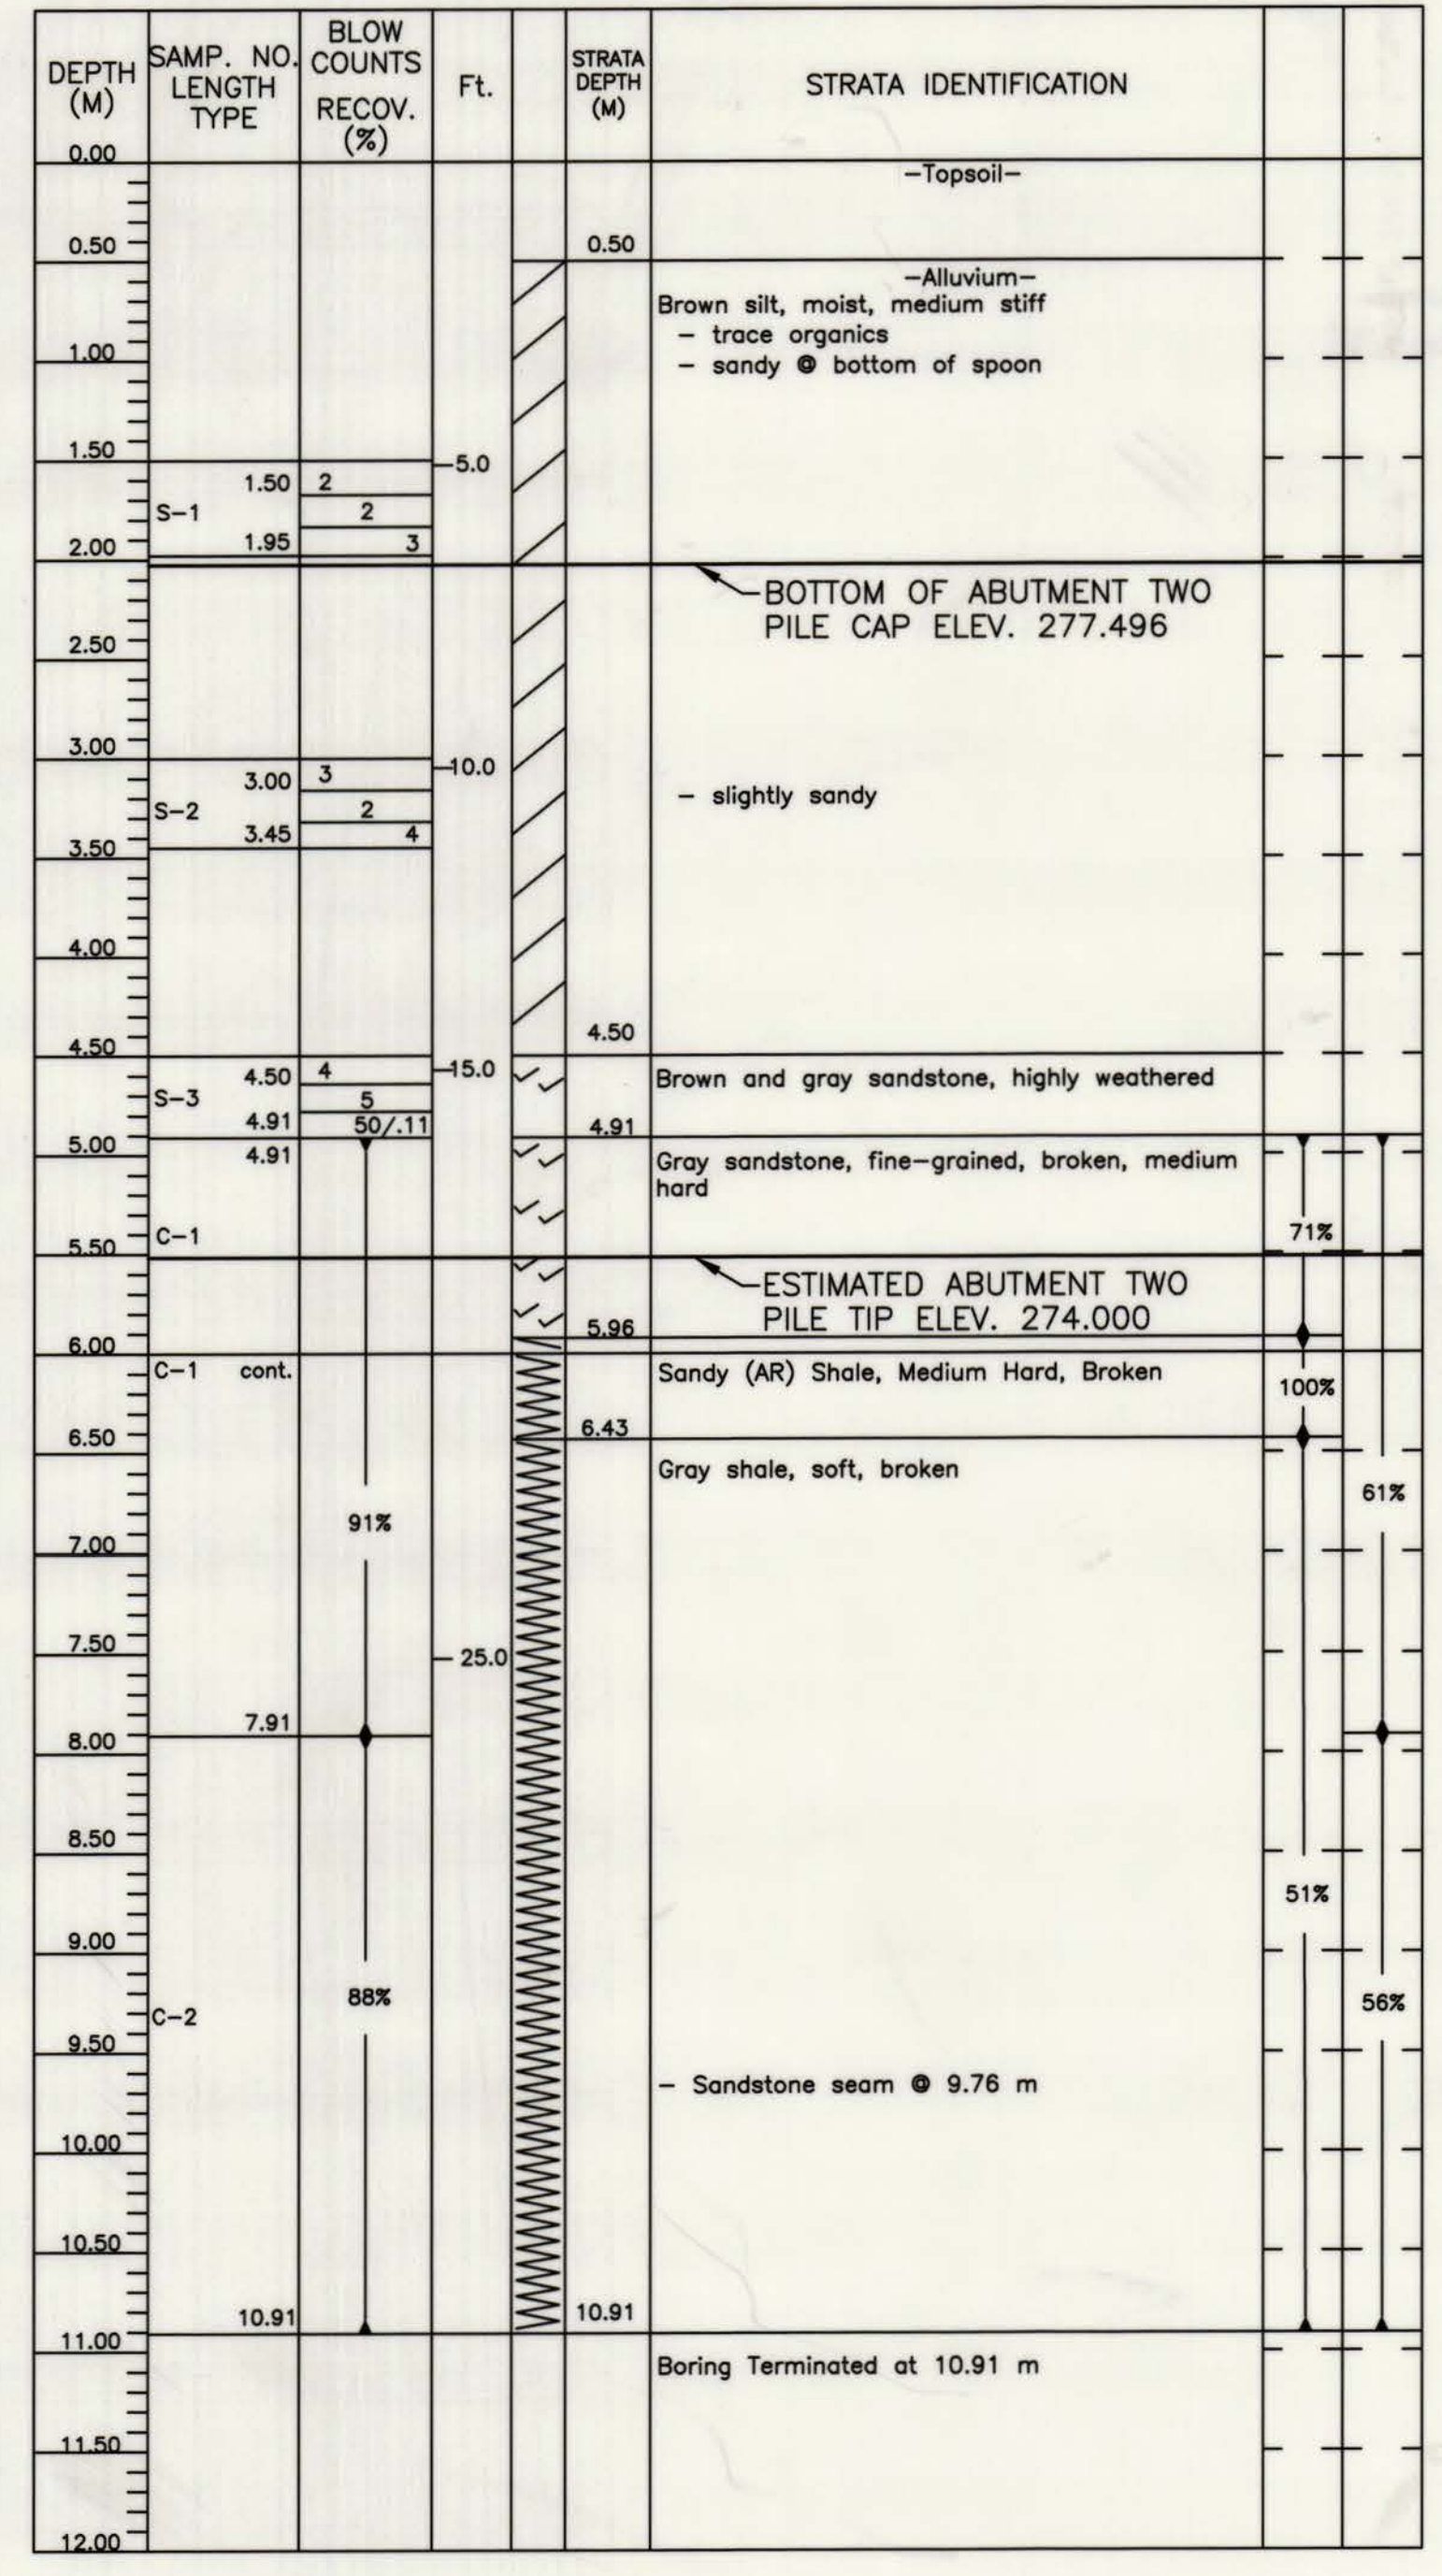 DEPTH
(M)
SAMP. NO.
LENGTH
TYPE
BLOW
COUNTS
RECOV.
(%)
Ft.
STRATA
DEPTH
(M)
STRATA IDENTIFICATION
0.00
—Topsoil—
0.50
0.50
—Alluvium—
Brown silt, moist, medium stiff
– trace organics
– sandy @ bottom of spoon
1.00
1.50
5.0
1.50
2
S-1
2
1.95
3
2.00
BOTTOM OF ABUTMENT TWO
PILE CAP ELEV. 277.496
2.50
3.00
10.0
3.00
3
– slightly sandy
S-2
2
3.45
4
3.50
4.00
4.50
4.50
15.0
4.50
4
Brown and gray sandstone, highly weathered
S-3
5
4.91
50/.11
4.91
5.00
4.91
Gray sandstone, fine-grained, broken, medium
hard
C-1
71%
5.50
ESTIMATED ABUTMENT TWO
PILE TIP ELEV. 274.000
5.96
6.00
C-1 cont.
Sandy (AR) Shale, Medium Hard, Broken
100%
6.43
6.50
Gray shale, soft, broken
61%
91%
7.00
7.50
25.0
7.91
8.00
8.50
51%
9.00
88%
56%
C-2
9.50
– Sandstone seam @ 9.76 m
10.00
10.50
10.91
10.91
11.00
Boring Terminated at 10.91 m
11.50
12.00